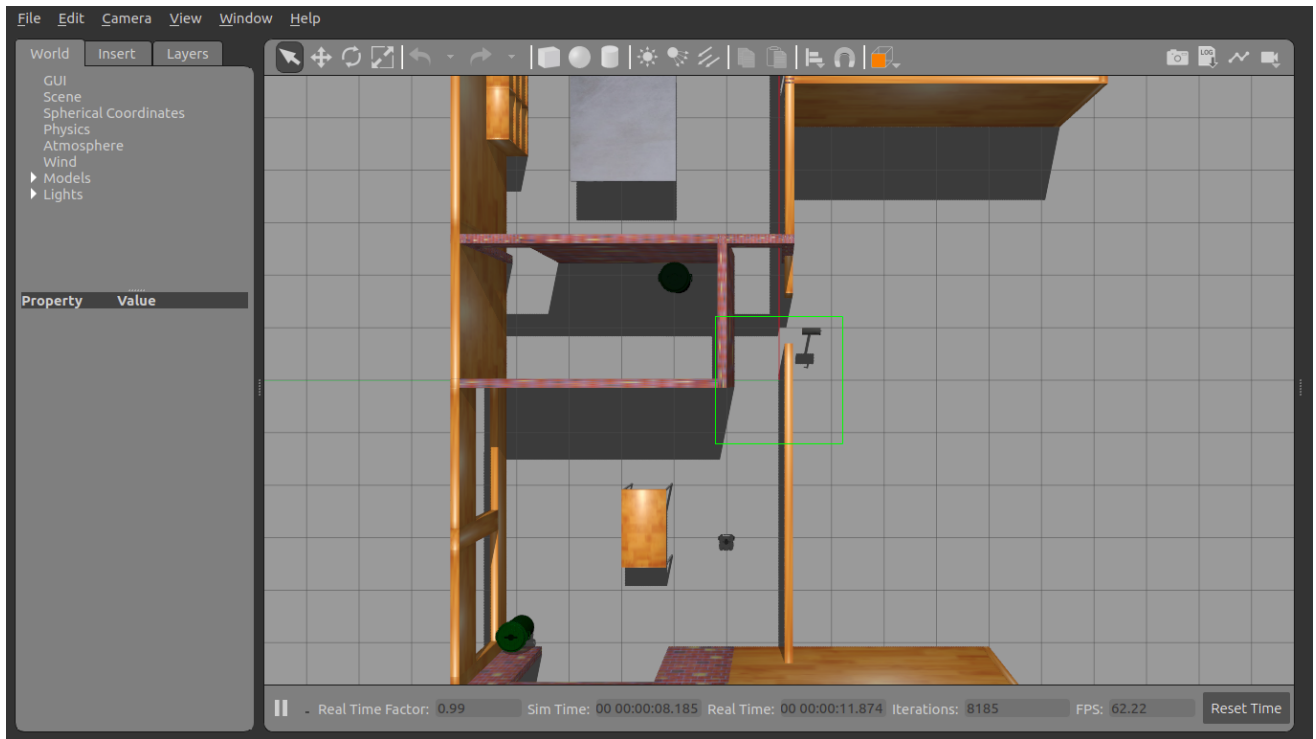 File Edit Camera View Window Help
World Insert Layers
LOG
GUI
Scene
Spherical Coordinates
Physics
Atmosphere
Wind
Models
Lights
Property Value
Real Time Factor: 0.99 Sim Time: 00 00:00:08.185 Real Time: 00 00:00:11.874 Iterations: 8185 FPS: 62.22 Reset Time